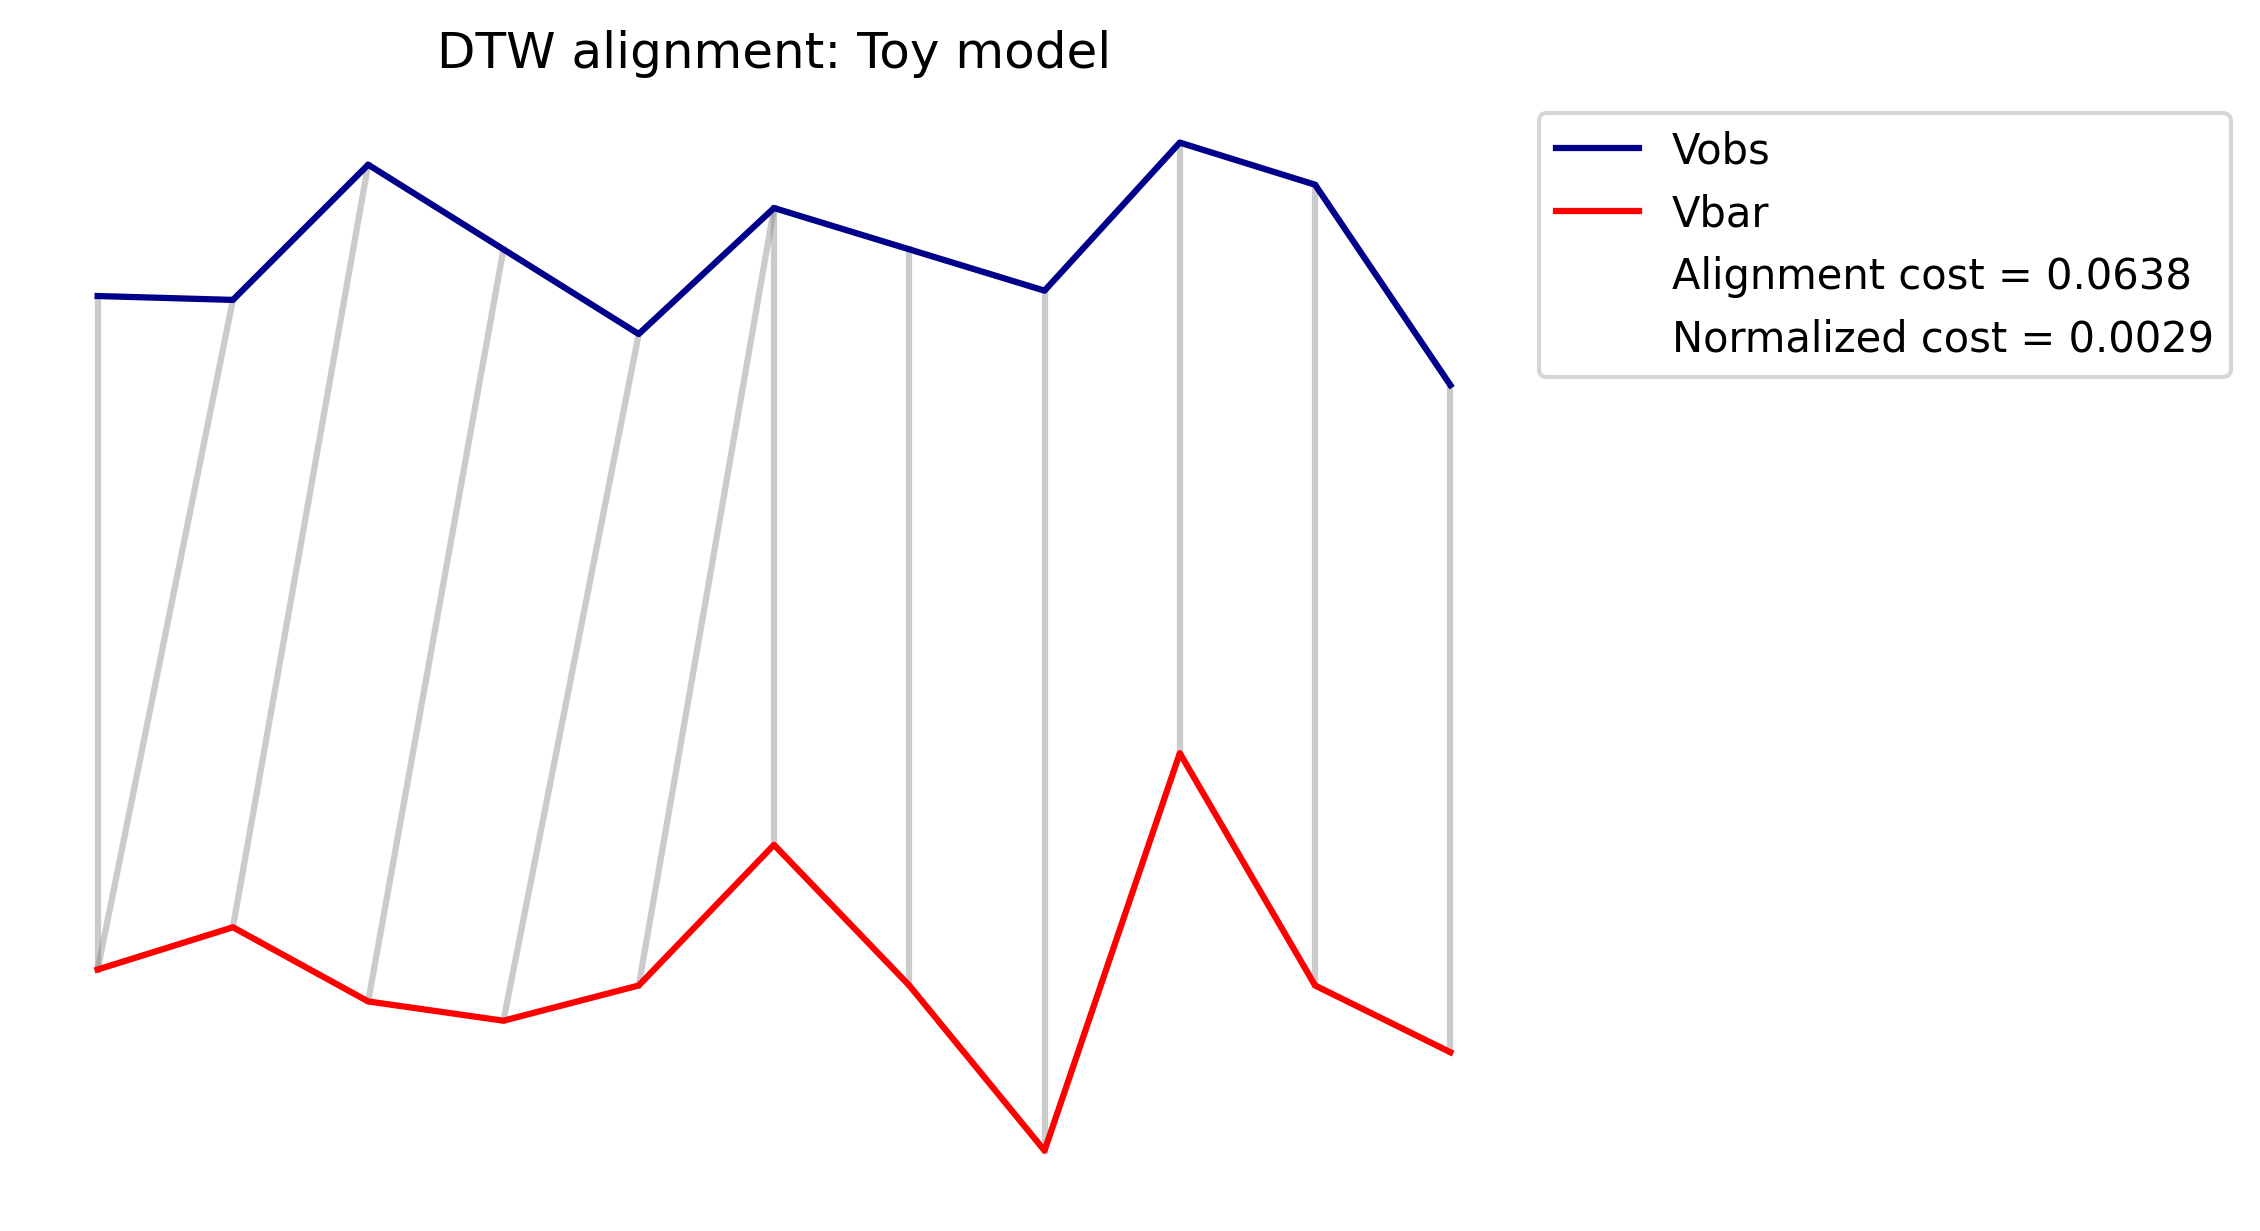 DTW alignment: Toy model
Vobs
Vbar
Alignment cost = 0.0638
Normalized cost = 0.0029